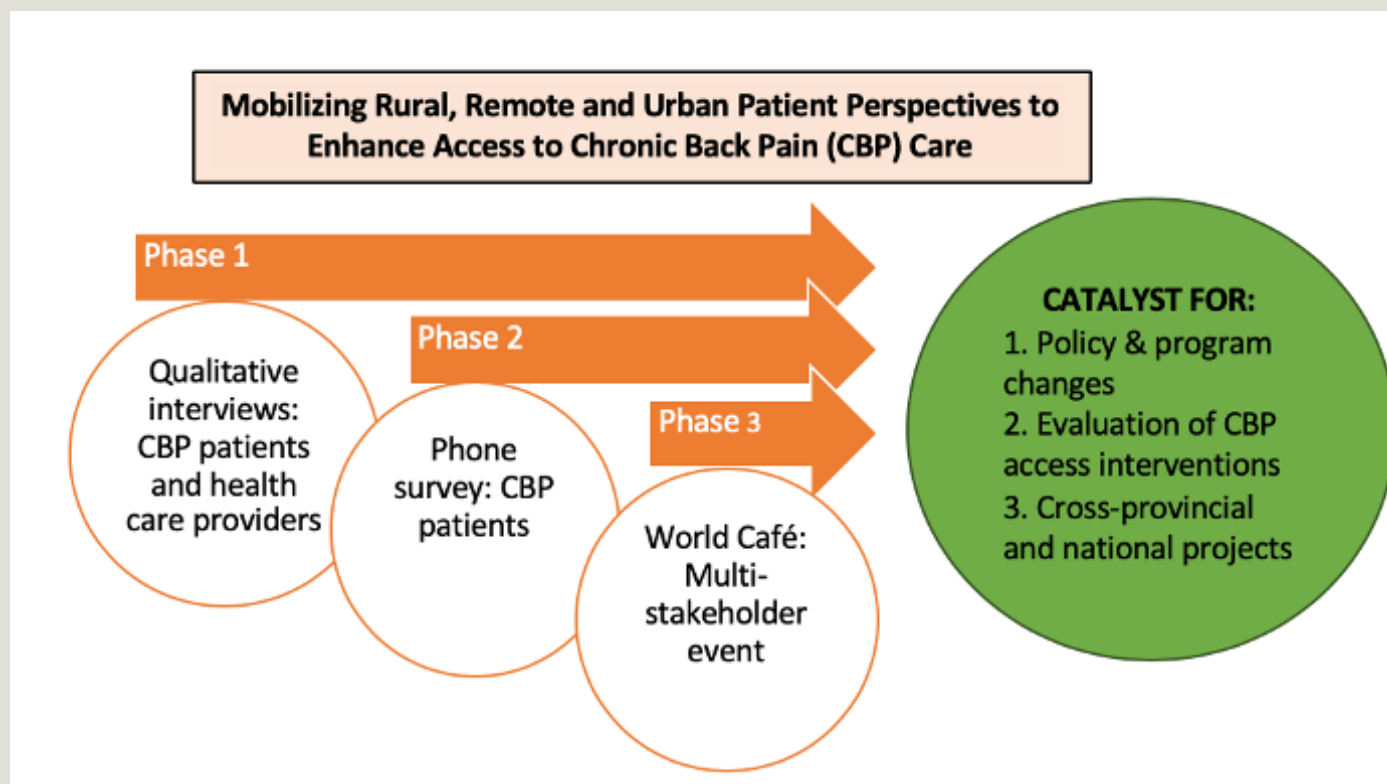 Mobilizing Rural, Remote and Urban Patient Perspectives to
Enhance Access to Chronic Back Pain (CBP) Care
Phase 1
Qualitative
interviews:
CBP patients
and health
care providers
Phase 2
Phone
survey: CBP
patients
Phase 3
World Café:
Multi-
stakeholder
event
CATALYST FOR:
1. Policy & program
changes
2. Evaluation of CBP
access interventions
3. Cross-provincial
and national projects